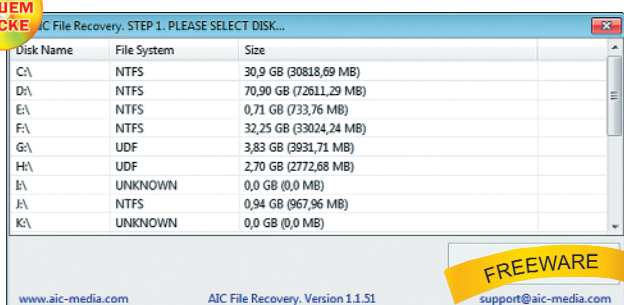 ШЕМ
СКЕ
IC File Recovery. STEP 1. PLEASE SELECT DISK...
Disk Name File System Size
C:\ NTFS 30,9 GB (30818,69 MB)
D:\ NTFS 70,90 GB (72611,29 MB)
E:\ NTFS 0,71 GB (733,76 MB)
F:\ NTFS 32,25 GB (33024,24 MB)
G:\ UDF 3,83 GB (3931,71 MB)
H:\ UDF 2,70 GB (2772,68 MB)
I:\ UNKNOWN 0,0 GB (0,0 MB)
J:\ NTFS 0,94 GB (967,96 MB)
K:\ UNKNOWN 0,0 GB (0,0 MB)
FREEWARE
www.aic-media.com AIC File Recovery. Version 1.1.51 support@aic-media.com